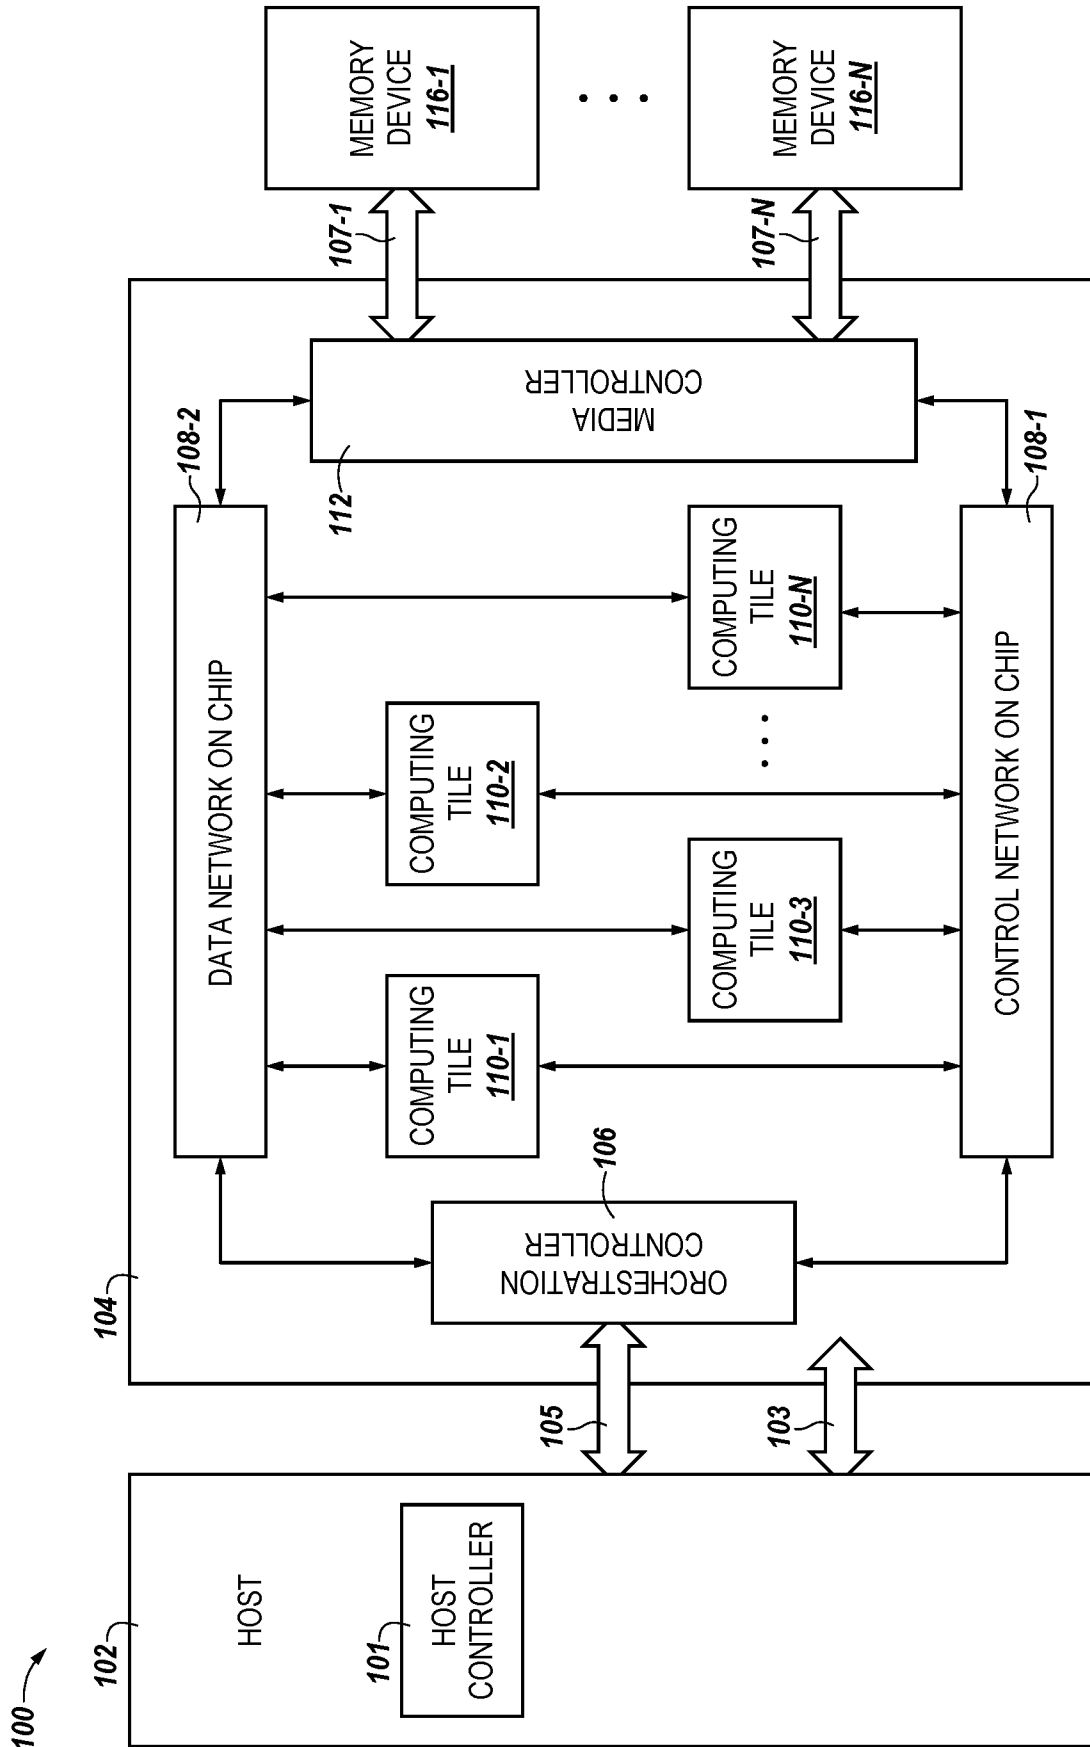 100
102
HOST
101
HOST
CONTROLLER
104
105
103
106
ORCHESTRATION
CONTROLLER
DATA NETWORK ON CHIP
108-2
COMPUTING
TILE
110-1
COMPUTING
TILE
110-2
COMPUTING
TILE
110-3
COMPUTING
TILE
110-N
CONTROL NETWORK ON CHIP
108-1
112
MEDIA
CONTROLLER
107-1
107-N
MEMORY
DEVICE
116-1
MEMORY
DEVICE
116-N